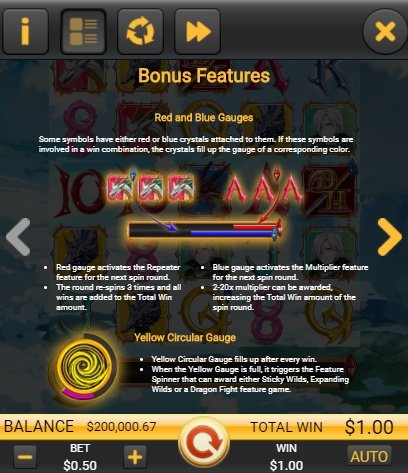 Bonus Features
Red and Blue Gauges
Some symbols have either red or blue crystals attached to them. If these symbols are
involved in a win combination, the crystals fill up the gauge of a corresponding color.
A A A
• Red gauge activates the Repeater
feature for the next spin round.
• The round re-spins 3 times and all
wins are added to the Total Win
amount.
• Blue gauge activates the Multiplier feature
for the next spin round.
• 2-20x multiplier can be awarded,
increasing the Total Win amount of the
spin round.
Yellow Circular Gauge
• Yellow Circular Gauge fills up after every win.
• When the Yellow Gauge is full, it triggers the Feature
Spinner that can award either Sticky Wilds, Expanding
Wilds or a Dragon Fight feature game.
BALANCE $200,000.67 TOTAL WIN $1.00
BET WIN AUTO
$0.50 $1.00